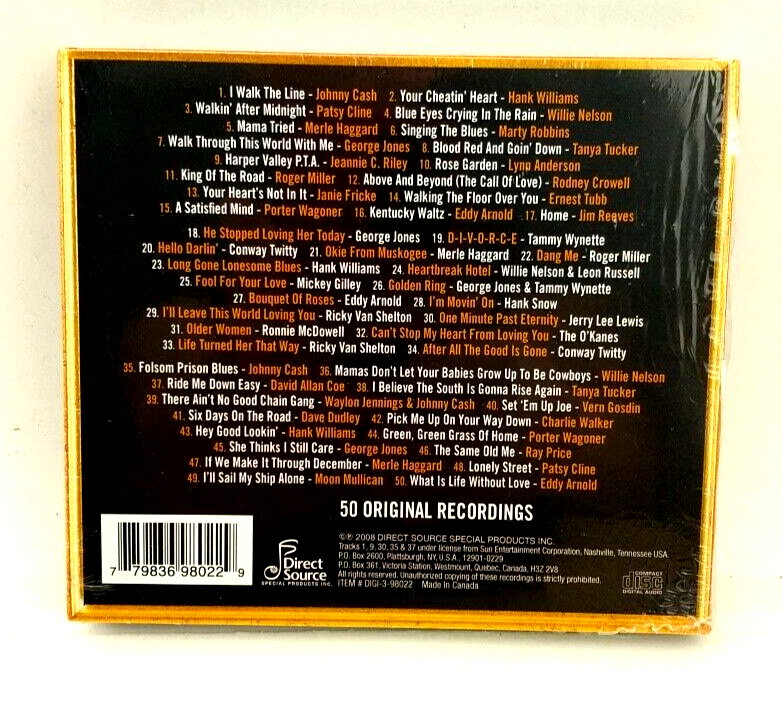 1. I Walk The Line - Johnny Cash 2. Your Cheatin' Heart - Hank Williams
3. Walkin' After Midnight - Patsy Cline 4. Blue Eyes Crying In The Rain - Willie Nelson
5. Mama Tried - Merle Haggard 6. Singing The Blues - Marty Robbins
7. Walk Through This World With Me - George Jones 8. Blood Red And Goin' Down - Tanya Tucker
9. Harper Valley P.T.A. - Jeannie C. Riley 10. Rose Garden - Lynn Anderson
11. King Of The Road - Roger Miller 12. Above And Beyond (The Call Of Love) - Rodney Crowell
13. Your Heart's Not In It - Janie Fricke 14. Walking The Floor Over You - Ernest Tubb
15. A Satisfied Mind - Porter Wagoner 16. Kentucky Waltz - Eddy Arnold 17. Home - Jim Reeves
18. He Stopped Loving Her Today - George Jones 19. D-I-V-O-R-C-E - Tammy Wynette
20. Hello Darlin' - Conway Twitty 21. Okie From Muskogee - Merle Haggard 22. Dang Me - Roger Miller
23. Long Gone Lonesome Blues - Hank Williams 24. Heartbreak Hotel - Willie Nelson & Leon Russell
25. Fool For Your Love - Mickey Gilley 26. Golden Ring - George Jones & Tammy Wynette
27. Bouquet Of Roses - Eddy Arnold 28. I'm Movin' On - Hank Snow
29. I'll Leave This World Loving You - Ricky Van Shelton 30. One Minute Past Eternity - Jerry Lee Lewis
31. Older Women - Ronnie McDowell 32. Can't Stop My Heart From Loving You - The O'Kanes
33. Life Turned Her That Way - Ricky Van Shelton 34. After All The Good Is Gone - Conway Twitty
35. Folsom Prison Blues - Johnny Cash 36. Mamas Don't Let Your Babies Grow Up To Be Cowboys - Willie Nelson
37. Ride Me Down Easy - David Allan Coe 38. I Believe The South Is Gonna Rise Again - Tanya Tucker
39. There Ain't No Good Chain Gang - Waylon Jennings & Johnny Cash 40. Set 'Em Up Joe - Vern Gosdin
41. Six Days On The Road - Dave Dudley 42. Pick Me Up On Your Way Down - Charlie Walker
43. Hey Good Lookin' - Hank Williams 44. Green, Green Grass Of Home - Porter Wagoner
45. She Thinks I Still Care - George Jones 46. The Same Old Me - Ray Price
47. If We Make It Through December - Merle Haggard 48. Lonely Street - Patsy Cline
49. I'll Sail My Ship Alone - Moon Mullican 50. What Is Life Without Love - Eddy Arnold
50 ORIGINAL RECORDINGS
7 79836 98022 9
Direct
Source
SPECIAL PRODUCTS INC.
©℗ 2008 DIRECT SOURCE SPECIAL PRODUCTS INC.
Tracks 1, 9, 30, 35 & 37 under license from Sun Entertainment Corporation, Nashville, Tennessee USA.
P.O. Box 2600, Plattsburgh, NY, U.S.A., 12901-0229
P.O. Box 361, Victoria Station, Westmount, Quebec, Canada, H3Z 2V8
All rights reserved. Unauthorized copying of these recordings is strictly prohibited.
ITEM # DIGI-3-98022 Made In Canada
COMPACT
disc
DIGITAL AUDIO